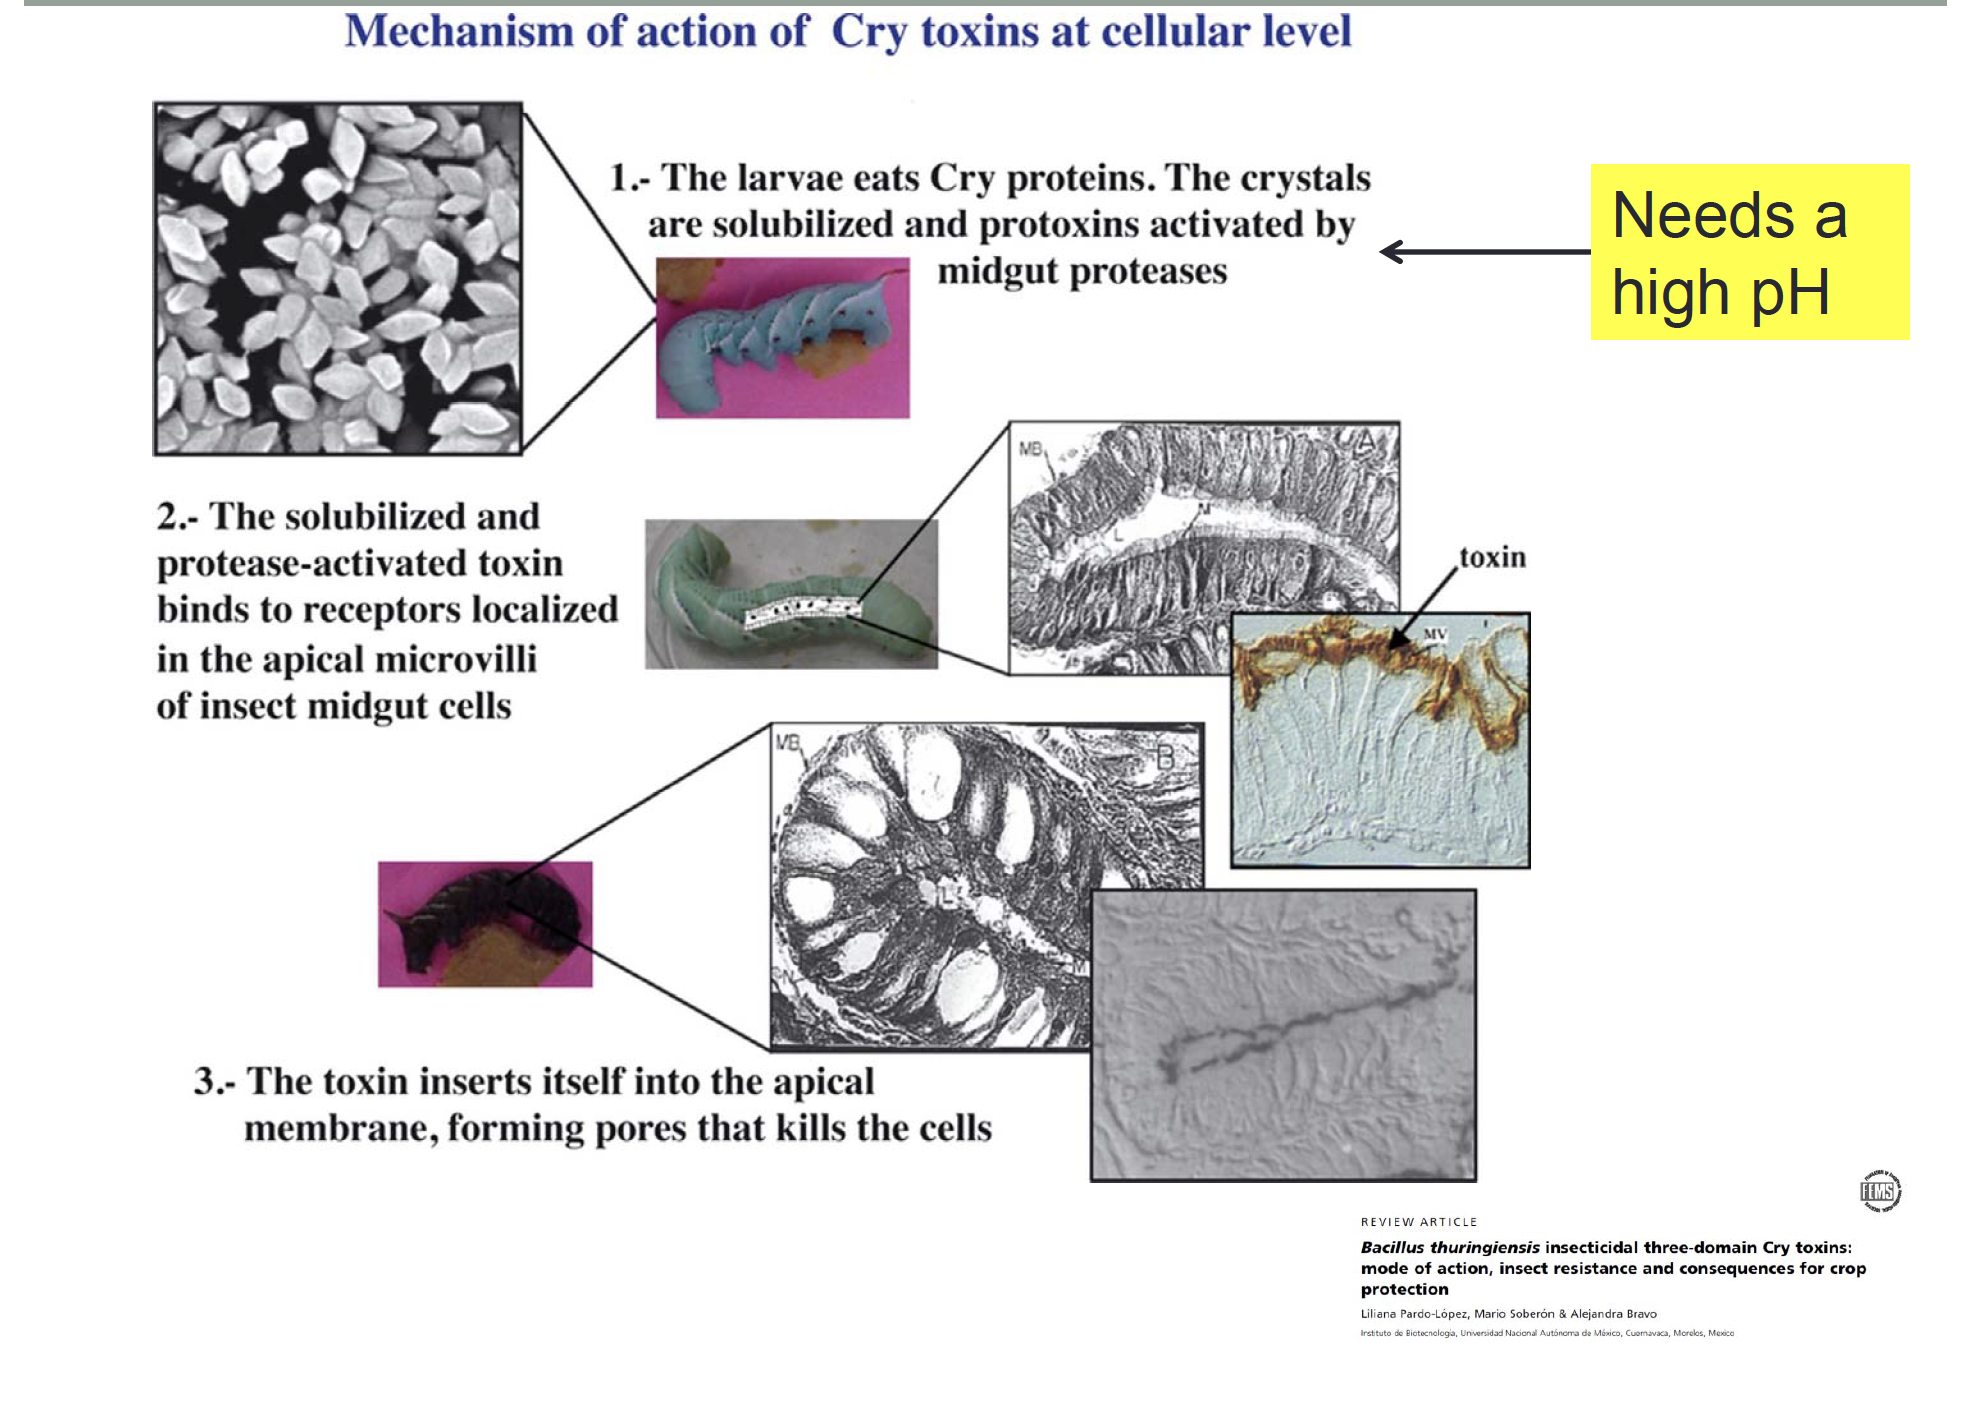 Mechanism of action of Cry toxins at cellular level
1.- The larvae eats Cry proteins. The crystals
are solubilized and protoxins activated by
midgut proteases
Needs a
high pH
2.- The solubilized and
protease-activated toxin
binds to receptors localized
in the apical microvilli
of insect midgut cells
MB
A
M
L
toxin
MV
MB
B
L
M
N
3.- The toxin inserts itself into the apical
membrane, forming pores that kills the cells
FEMS
REVIEW ARTICLE
Bacillus thuringiensis insecticidal three-domain Cry toxins:
mode of action, insect resistance and consequences for crop
protection
Liliana Pardo-López, Mario Soberón & Alejandra Bravo
Instituto de Biotecnología, Universidad Nacional Autónoma de México, Cuernavaca, Morelos, Mexico